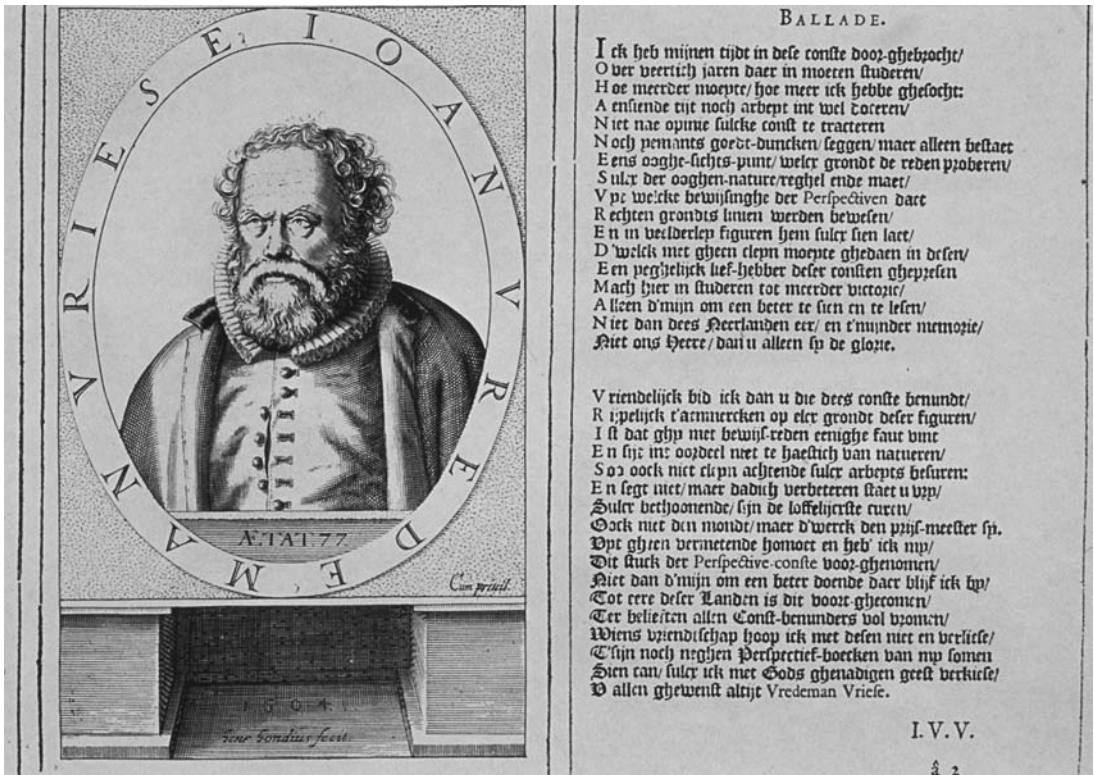 IOAN VREDEMAN VRIESE,
ÆTAT. 77
Cum privil.
1604.
Henr. Hondius fecit.
BALLADE.
Ick heb mijnen tijdt in dese conste door-ghebrocht/
Over veertich jaren daer in moeten studeren/
Hoe meerder moeyte/ hoe meer ick hebbe ghesocht:
Aensiende tijt noch arbeyt int wel doceren/
Niet nae opinie sulcke const te tracteren
Noch yemants goedt-duncken/ seggen/ maer alleen bestaet
Eens ooghe-sichts-punt/ welcx grondt de reden proberen/
Sulcx der ooghen-nature/reghel ende maet/
Vyt welcke bewijsinghe der Perspectiven daet
Rechten grondts linien werden bewesen/
En in veelderley figuren hem sulcx sien laet/
D'welck met gheen cleyn moeyte ghedaen in desen/
Een yeghelijck lief-hebber deser consten ghepresen
Mach hier in studeren tot meerder victorie/
Alleen d'mijn om een beter te sien en te lesen/
Niet dan dees Neerlanden eer/ en t'mijnder memorie/
Niet ons Heere/ dan u alleen sy de glorie.
Vriendelijck bid ick dan u die dees conste benundt/
Rijpelijck t'aenmercken op elcx grondt deser figuren/
Ist dat ghy met bewijs-reden eenighe faut vint
En sijt int oordeel niet te haestich van natueren/
Soo oock niet cleyn achtende sulcx arbeyts besuren:
En segt niet/ maer dadich verbeteren staet u vry/
Sulcx bethoonende/ sijn de loffelijcxste curen/
Oock niet den mondt/ maer d'werck den prijs-meester sy.
Uyt gheen vermetende homoet en heb' ick my/
Dit stuck der Perspective-conste voor-ghenomen/
Niet dan d'mijn om een beter doende daer blijf ick by/
Tot eere deser Landen is dit voort-ghecomen/
Ter belieften allen Const-benunders vol vromen/
Wiens vriendtschap hoop ick met desen niet en verliese/
T'sijn noch neghen Perspectief-boecken van my somen
Sien can/ sulcx ick met Gods ghenadigen geest verkiese/
U allen ghewenst altijt Vredeman Vriese.
I. V. V.
â 2